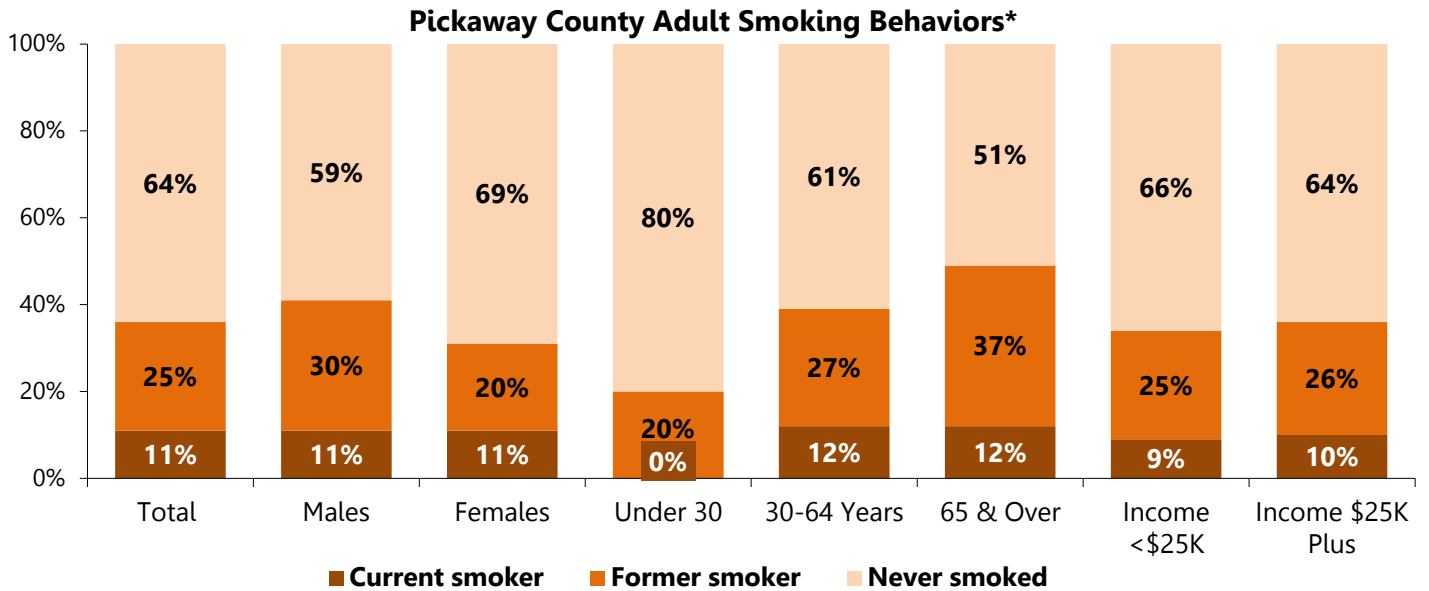 Pickaway County Adult Smoking Behaviors*
100%
80%
60%
40%
20%
0%
64%
59%
69%
80%
61%
51%
66%
64%
25%
30%
20%
20%
27%
37%
25%
26%
11%
11%
11%
0%
12%
12%
9%
10%
Total
Males
Females
Under 30
30-64 Years
65 & Over
Income
<$25K
Income $25K
Plus
Current smoker
Former smoker
Never smoked